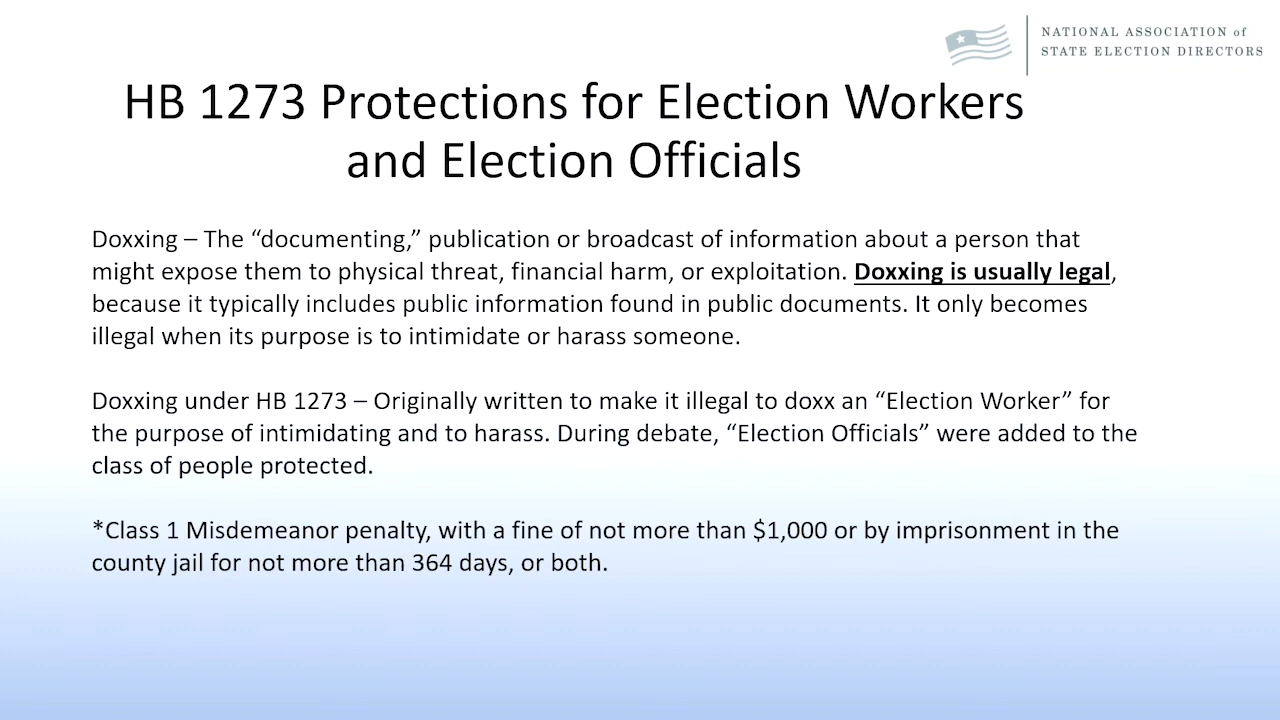 NATIONAL ASSOCIATION of
STATE ELECTION DIRECTORS
HB 1273 Protections for Election Workers
and Election Officials
Doxxing – The “documenting,” publication or broadcast of information about a person that
might expose them to physical threat, financial harm, or exploitation. Doxxing is usually legal,
because it typically includes public information found in public documents. It only becomes
illegal when its purpose is to intimidate or harass someone.
Doxxing under HB 1273 – Originally written to make it illegal to doxx an “Election Worker” for
the purpose of intimidating and to harass. During debate, “Election Officials” were added to the
class of people protected.
*Class 1 Misdemeanor penalty, with a fine of not more than $1,000 or by imprisonment in the
county jail for not more than 364 days, or both.